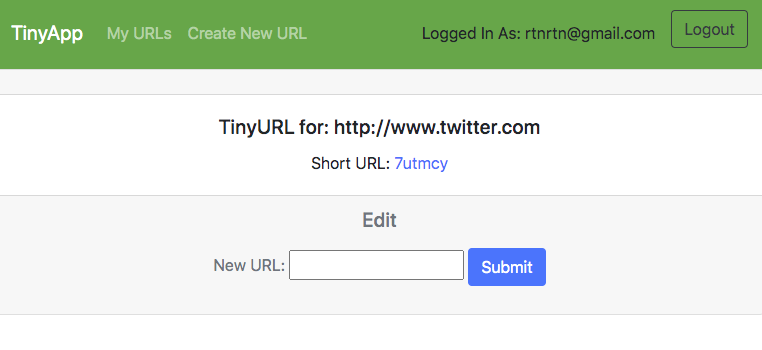 TinyApp My URLs Create New URL Logged In As: rtnrtn@gmail.com Logout
TinyURL for: http://www.twitter.com
Short URL: 7utmcy
Edit
New URL: Submit